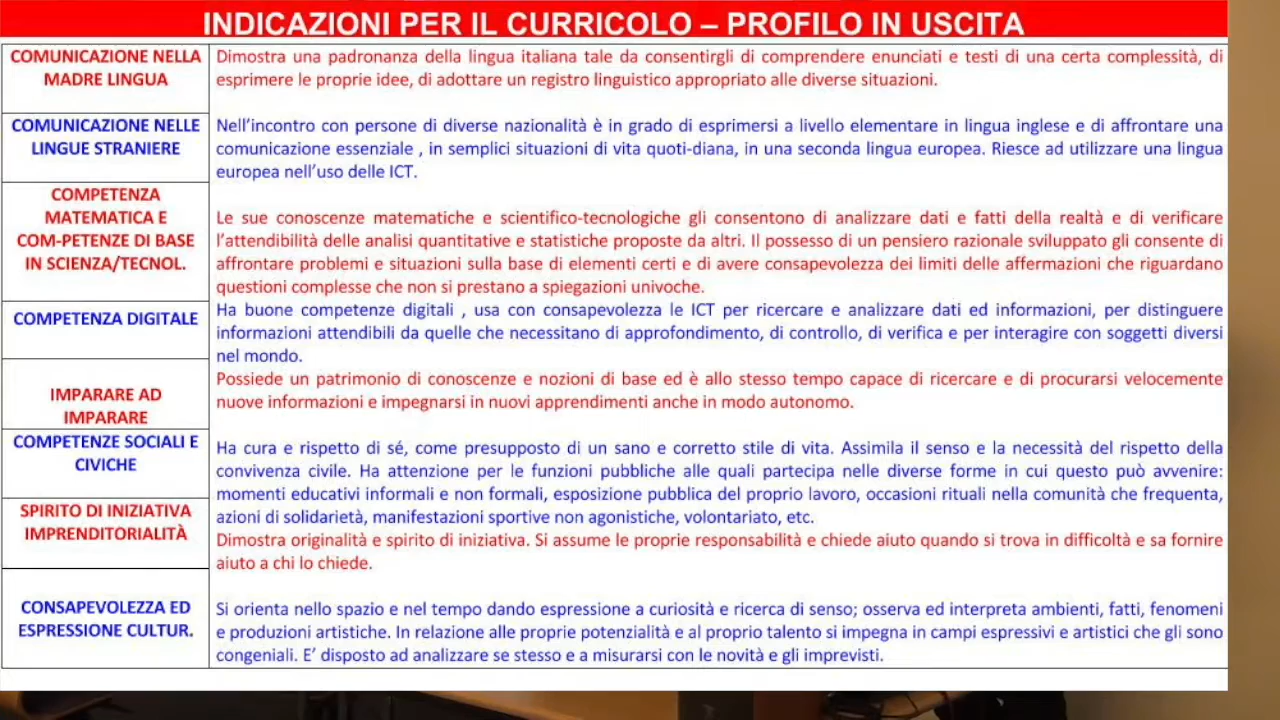 INDICAZIONI PER IL CURRICOLO – PROFILO IN USCITA
COMUNICAZIONE NELLA
MADRE LINGUA
Dimostra una padronanza della lingua italiana tale da consentirgli di comprendere enunciati e testi di una certa complessità, di
esprimere le proprie idee, di adottare un registro linguistico appropriato alle diverse situazioni.
COMUNICAZIONE NELLE
LINGUE STRANIERE
Nell'incontro con persone di diverse nazionalità è in grado di esprimersi a livello elementare in lingua inglese e di affrontare una
comunicazione essenziale , in semplici situazioni di vita quoti-diana, in una seconda lingua europea. Riesce ad utilizzare una lingua
europea nell'uso delle ICT.
COMPETENZA
MATEMATICA E
COM-PETENZE DI BASE
IN SCIENZA/TECNOL.
Le sue conoscenze matematiche e scientifico-tecnologiche gli consentono di analizzare dati e fatti della realtà e di verificare
l'attendibilità delle analisi quantitative e statistiche proposte da altri. Il possesso di un pensiero razionale sviluppato gli consente di
affrontare problemi e situazioni sulla base di elementi certi e di avere consapevolezza dei limiti delle affermazioni che riguardano
questioni complesse che non si prestano a spiegazioni univoche.
COMPETENZA DIGITALE
Ha buone competenze digitali , usa con consapevolezza le ICT per ricercare e analizzare dati ed informazioni, per distinguere
informazioni attendibili da quelle che necessitano di approfondimento, di controllo, di verifica e per interagire con soggetti diversi
nel mondo.
IMPARARE AD
IMPARARE
Possiede un patrimonio di conoscenze e nozioni di base ed è allo stesso tempo capace di ricercare e di procurarsi velocemente
nuove informazioni e impegnarsi in nuovi apprendimenti anche in modo autonomo.
COMPETENZE SOCIALI E
CIVICHE
Ha cura e rispetto di sé, come presupposto di un sano e corretto stile di vita. Assimila il senso e la necessità del rispetto della
convivenza civile. Ha attenzione per le funzioni pubbliche alle quali partecipa nelle diverse forme in cui questo può avvenire:
momenti educativi informali e non formali, esposizione pubblica del proprio lavoro, occasioni rituali nella comunità che frequenta,
azioni di solidarietà, manifestazioni sportive non agonistiche, volontariato, etc.
SPIRITO DI INIZIATIVA
IMPRENDITORIALITÀ
Dimostra originalità e spirito di iniziativa. Si assume le proprie responsabilità e chiede aiuto quando si trova in difficoltà e sa fornire
aiuto a chi lo chiede.
CONSAPEVOLEZZA ED
ESPRESSIONE CULTUR.
Si orienta nello spazio e nel tempo dando espressione a curiosità e ricerca di senso; osserva ed interpreta ambienti, fatti, fenomeni
e produzioni artistiche. In relazione alle proprie potenzialità e al proprio talento si impegna in campi espressivi e artistici che gli sono
congeniali. E' disposto ad analizzare se stesso e a misurarsi con le novità e gli imprevisti.